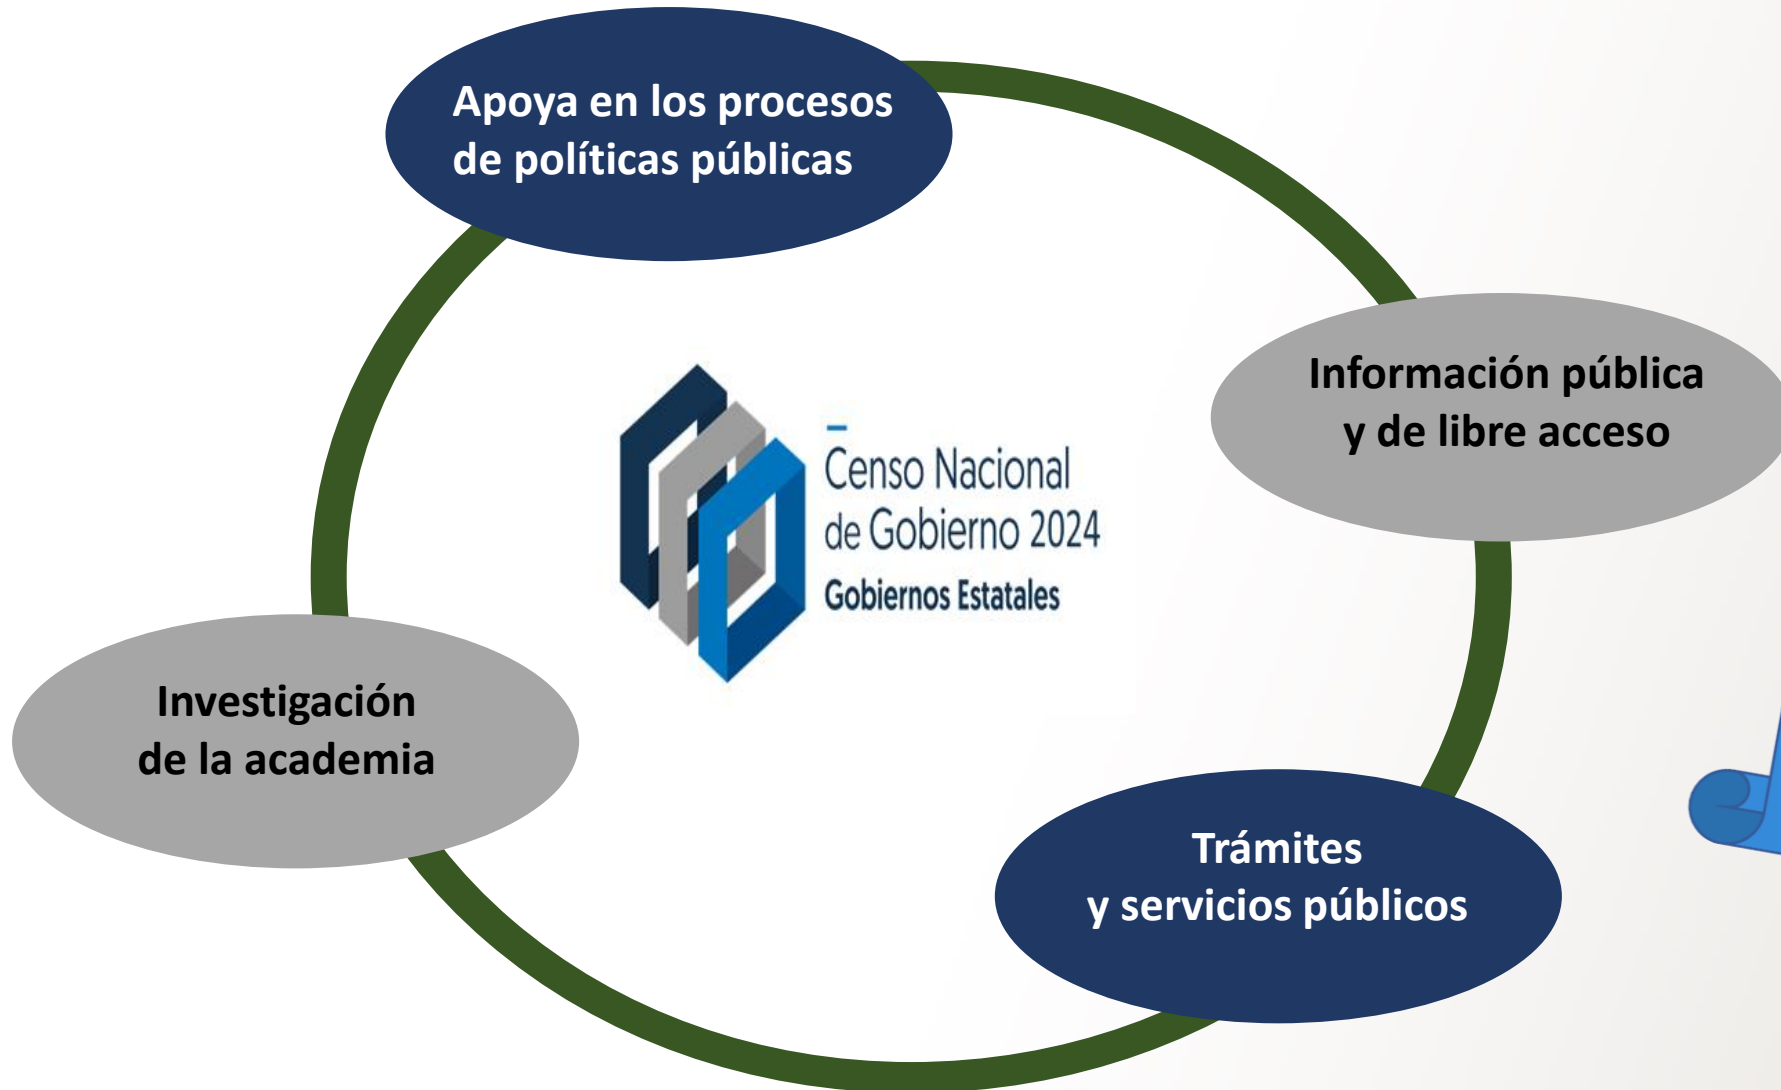 Apoya en los procesos
de políticas públicas
Información pública
y de libre acceso
Censo Nacional
de Gobierno 2024
Gobiernos Estatales
Investigación
de la academia
Trámites
y servicios públicos